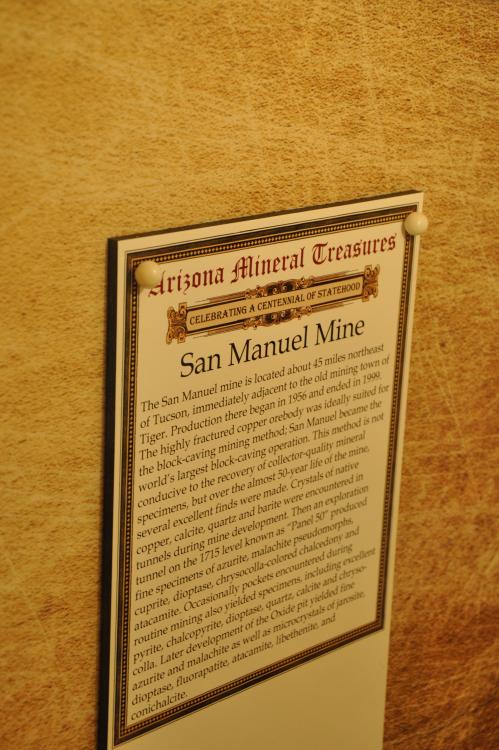 Arizona Mineral Treasures
CELEBRATING A CENTENNIAL OF STATEHOOD
San Manuel Mine
The San Manuel mine is located about 45 miles northeast
of Tucson, immediately adjacent to the old mining town of
Tiger. Production there began in 1956 and ended in 1999.
The highly fractured copper orebody was ideally suited for
the block-caving mining method; San Manuel became the
world's largest block-caving operation. This method is not
conducive to the recovery of collector-quality mineral
specimens, but over the almost 50-year life of the mine,
several excellent finds were made. Crystals of native
copper, calcite, quartz and barite were encountered in
tunnels during mine development. Then an exploration
tunnel on the 1715 level known as "Panel 50" produced
fine specimens of azurite, malachite pseudomorphs,
cuprite, dioptase, chrysocolla-colored chalcedony and
atacamite. Occasionally pockets encountered during
routine mining also yielded specimens, including excellent
pyrite, chalcopyrite, dioptase, quartz, calcite and chryso-
colla. Later development of the Oxide pit yielded fine
azurite and malachite as well as microcrystals of jarosite,
dioptase, fluorapatite, atacamite, libethenite, and
conichalcite.